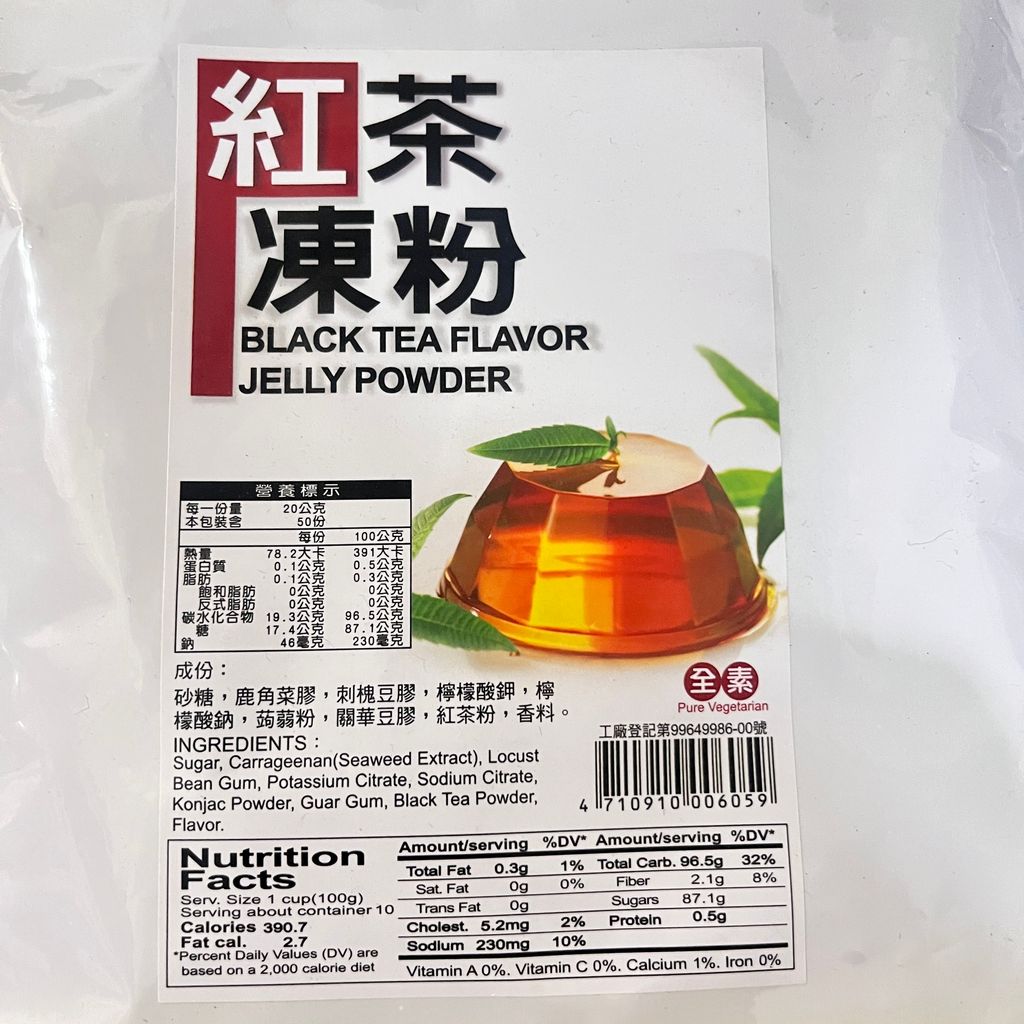 紅茶
凍粉
BLACK TEA FLAVOR
JELLY POWDER
營養標示
每一份量 20公克
本包裝含 50份
每份 100公克
熱量 78.2大卡 391大卡
蛋白質 0.1公克 0.5公克
脂肪 0.1公克 0.3公克
飽和脂肪 0公克 0公克
反式脂肪 0公克 0公克
碳水化合物 19.3公克 96.5公克
糖 17.4公克 87.1公克
鈉 46毫克 230毫克
成份：
砂糖，鹿角菜膠，刺槐豆膠，檸檬酸鉀，檸
檬酸鈉，蒟蒻粉，關華豆膠，紅茶粉，香料。
INGREDIENTS：
Sugar, Carrageenan(Seaweed Extract), Locust
Bean Gum, Potassium Citrate, Sodium Citrate,
Konjac Powder, Guar Gum, Black Tea Powder,
Flavor.
全素
Pure Vegetarian
工廠登記第99649986-00號
4 710910 006059
Nutrition
Facts
Serv. Size 1 cup(100g)
Serving about container 10
Calories 390.7
Fat cal. 2.7
*Percent Daily Values (DV) are
based on a 2,000 calorie diet
Amount/serving %DV* Amount/serving %DV*
Total Fat 0.3g 1% Total Carb. 96.5g 32%
Sat. Fat 0g 0% Fiber 2.1g 8%
Trans Fat 0g Sugars 87.1g
Cholest. 5.2mg 2% Protein 0.5g
Sodium 230mg 10%
Vitamin A 0%. Vitamin C 0%. Calcium 1%. Iron 0%